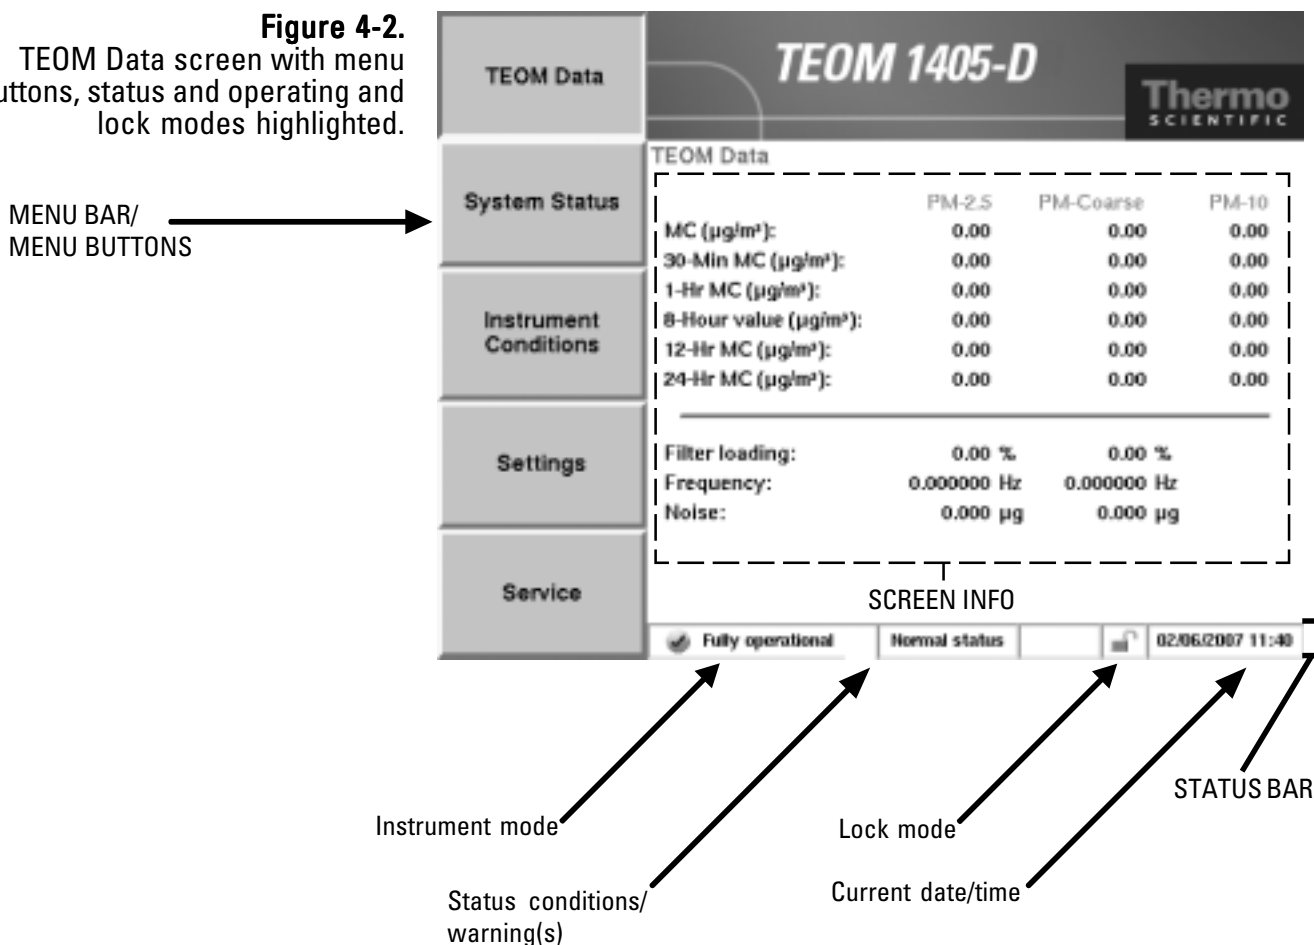 Figure 4-2.
TEOM Data screen with menu
uttons, status and operating and
lock modes highlighted.
MENU BAR/
MENU BUTTONS
TEOM Data
System Status
Instrument
Conditions
Settings
Service
TEOM 1405-D
Thermo
SCIENTIFIC
TEOM Data
PM-2.5 PM-Coarse PM-10
MC (µg/m³): 0.00 0.00 0.00
30-Min MC (µg/m³): 0.00 0.00 0.00
1-Hr MC (µg/m³): 0.00 0.00 0.00
8-Hour value (µg/m³): 0.00 0.00 0.00
12-Hr MC (µg/m³): 0.00 0.00 0.00
24-Hr MC (µg/m³): 0.00 0.00 0.00
Filter loading: 0.00 % 0.00 %
Frequency: 0.000000 Hz 0.000000 Hz
Noise: 0.000 µg 0.000 µg
SCREEN INFO
Fully operational Normal status 02/06/2007 11:40
STATUS BAR
Instrument mode
Lock mode
Status conditions/
warning(s)
Current date/time